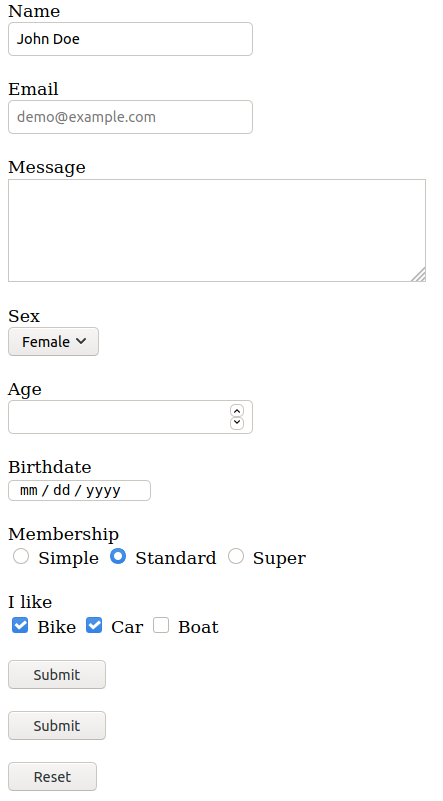 Name
John Doe
Email
demo@example.com
Message
Sex
Female
Age
Birthdate
mm / dd / yyyy
Membership
Simple Standard Super
I like
Bike Car Boat
Submit
Submit
Reset